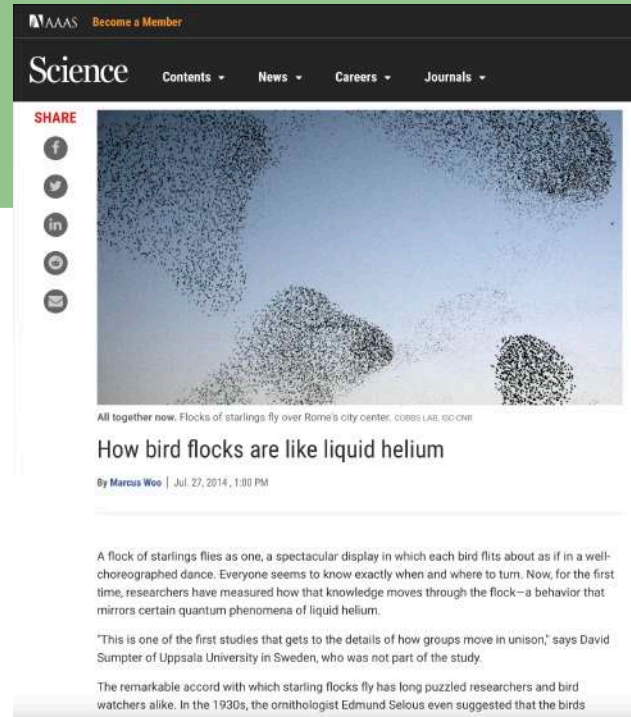 AAAS Become a Member
Science Contents News Careers Journals
SHARE
All together now. Flocks of starlings fly over Rome's city center. COBBS LAB, ISC-CNR
How bird flocks are like liquid helium
By Marcus Woo | Jul. 27, 2014 , 1:00 PM
A flock of starlings flies as one, a spectacular display in which each bird flits about as if in a well-
choreographed dance. Everyone seems to know exactly when and where to turn. Now, for the first
time, researchers have measured how that knowledge moves through the flock—a behavior that
mirrors certain quantum phenomena of liquid helium.
"This is one of the first studies that gets to the details of how groups move in unison," says David
Sumpter of Uppsala University in Sweden, who was not part of the study.
The remarkable accord with which starling flocks fly has long puzzled researchers and bird
watchers alike. In the 1930s, the ornithologist Edmund Selous even suggested that the birds